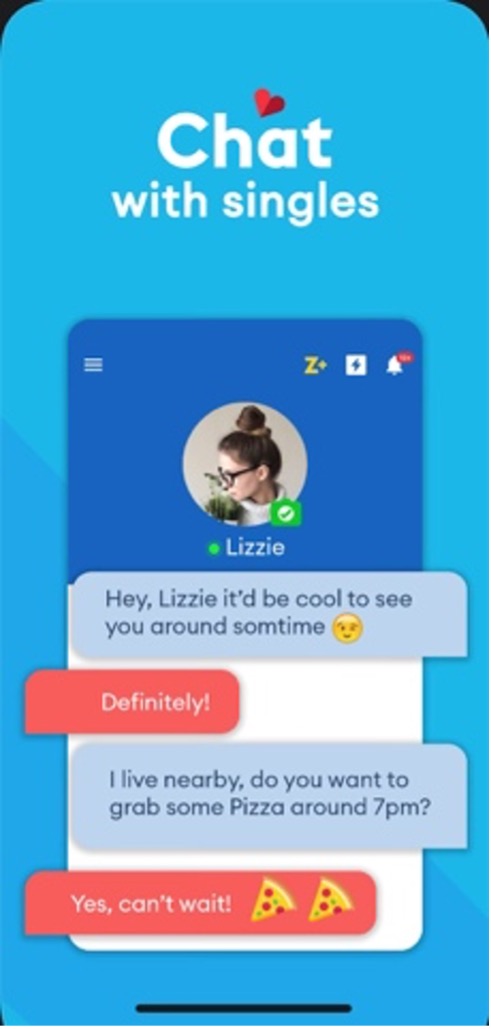 Chat
with singles
Z+
Lizzie
Hey, Lizzie it'd be cool to see
you around somtime 😉
Definitely!
I live nearby, do you want to
grab some Pizza around 7pm?
Yes, can't wait! 🍕 🍕